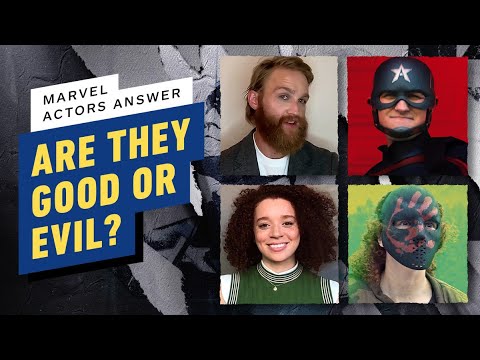 MARVEL
ACTORS ANSWER
ARE THEY
GOOD OR
EVIL?
A